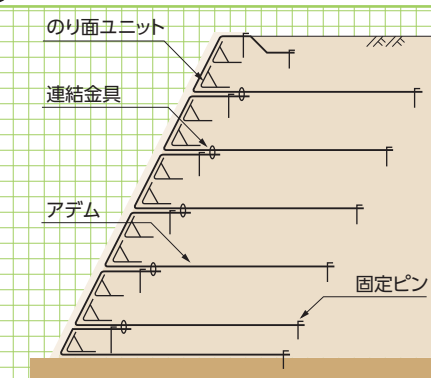 のり面ユニット
連結金具
アデム
固定ピン